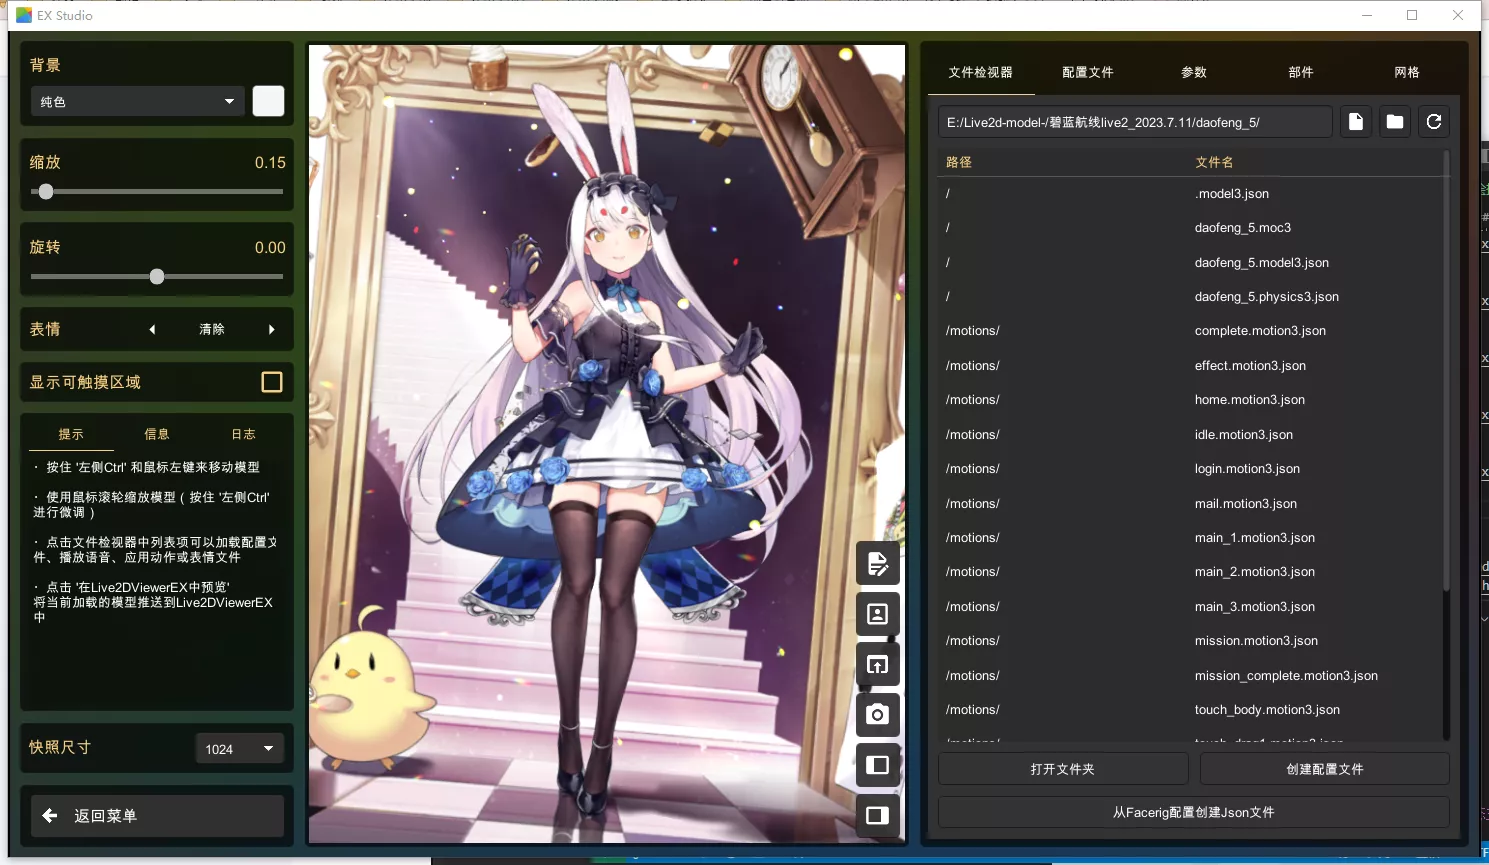 EX Studio
背景
纯色
缩放
0.15
旋转
0.00
表情
清除
显示可触摸区域
提示
信息
日志
· 按住 '左侧Ctrl' 和鼠标左键来移动模型
· 使用鼠标滚轮缩放模型 ( 按住 '左侧Ctrl'
进行微调 )
· 点击文件检视器中列表项可以加载配置文
件、播放语音、应用动作或表情文件
· 点击 '在Live2DViewerEX中预览'
将当前加载的模型推送到Live2DViewerEX
中
快照尺寸
1024
返回菜单
文件检视器
配置文件
参数
部件
网格
E:/Live2d-model-/碧蓝航线live2_2023.7.11/daofeng_5/
路径
文件名
/
.model3.json
/
daofeng_5.moc3
/
daofeng_5.model3.json
/
daofeng_5.physics3.json
/motions/
complete.motion3.json
/motions/
effect.motion3.json
/motions/
home.motion3.json
/motions/
idle.motion3.json
/motions/
login.motion3.json
/motions/
mail.motion3.json
/motions/
main_1.motion3.json
/motions/
main_2.motion3.json
/motions/
main_3.motion3.json
/motions/
mission.motion3.json
/motions/
mission_complete.motion3.json
/motions/
touch_body.motion3.json
/motions/
touch_drag1.motion3.json
打开文件夹
创建配置文件
从Facerig配置创建Json文件